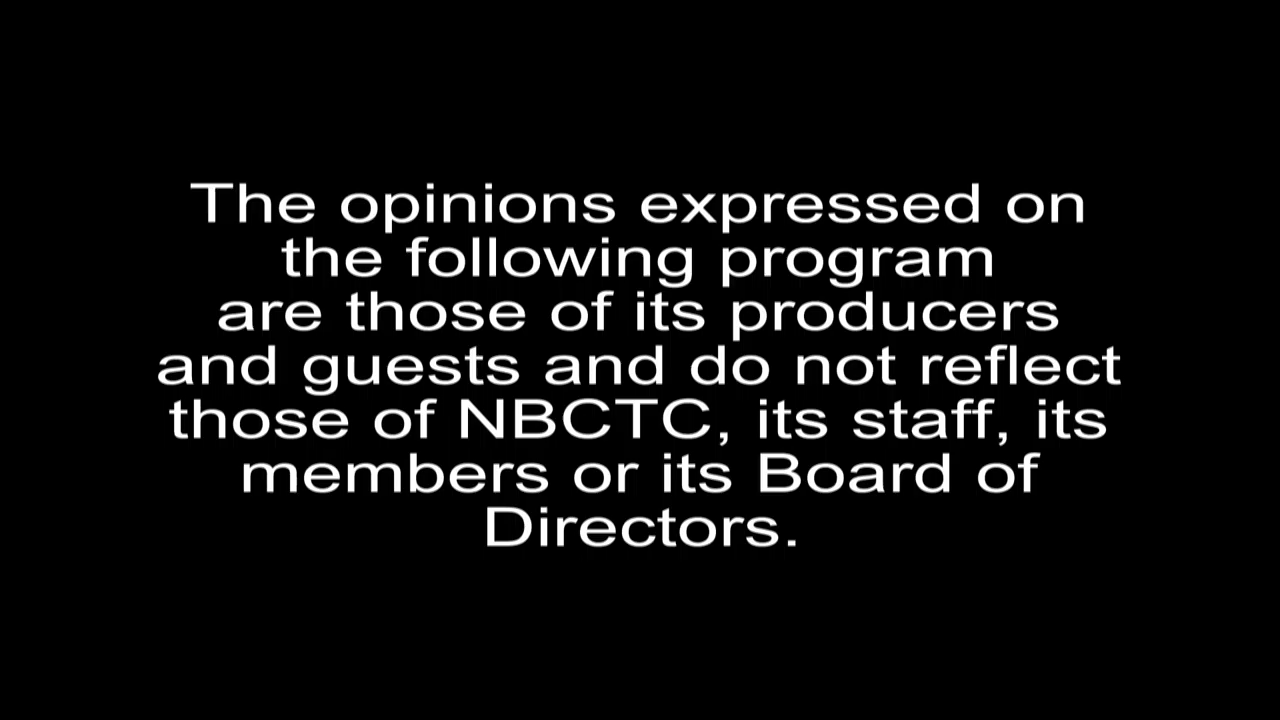 The opinions expressed on
the following program
are those of its producers
and guests and do not reflect
those of NBCTC, its staff, its
members or its Board of
Directors.